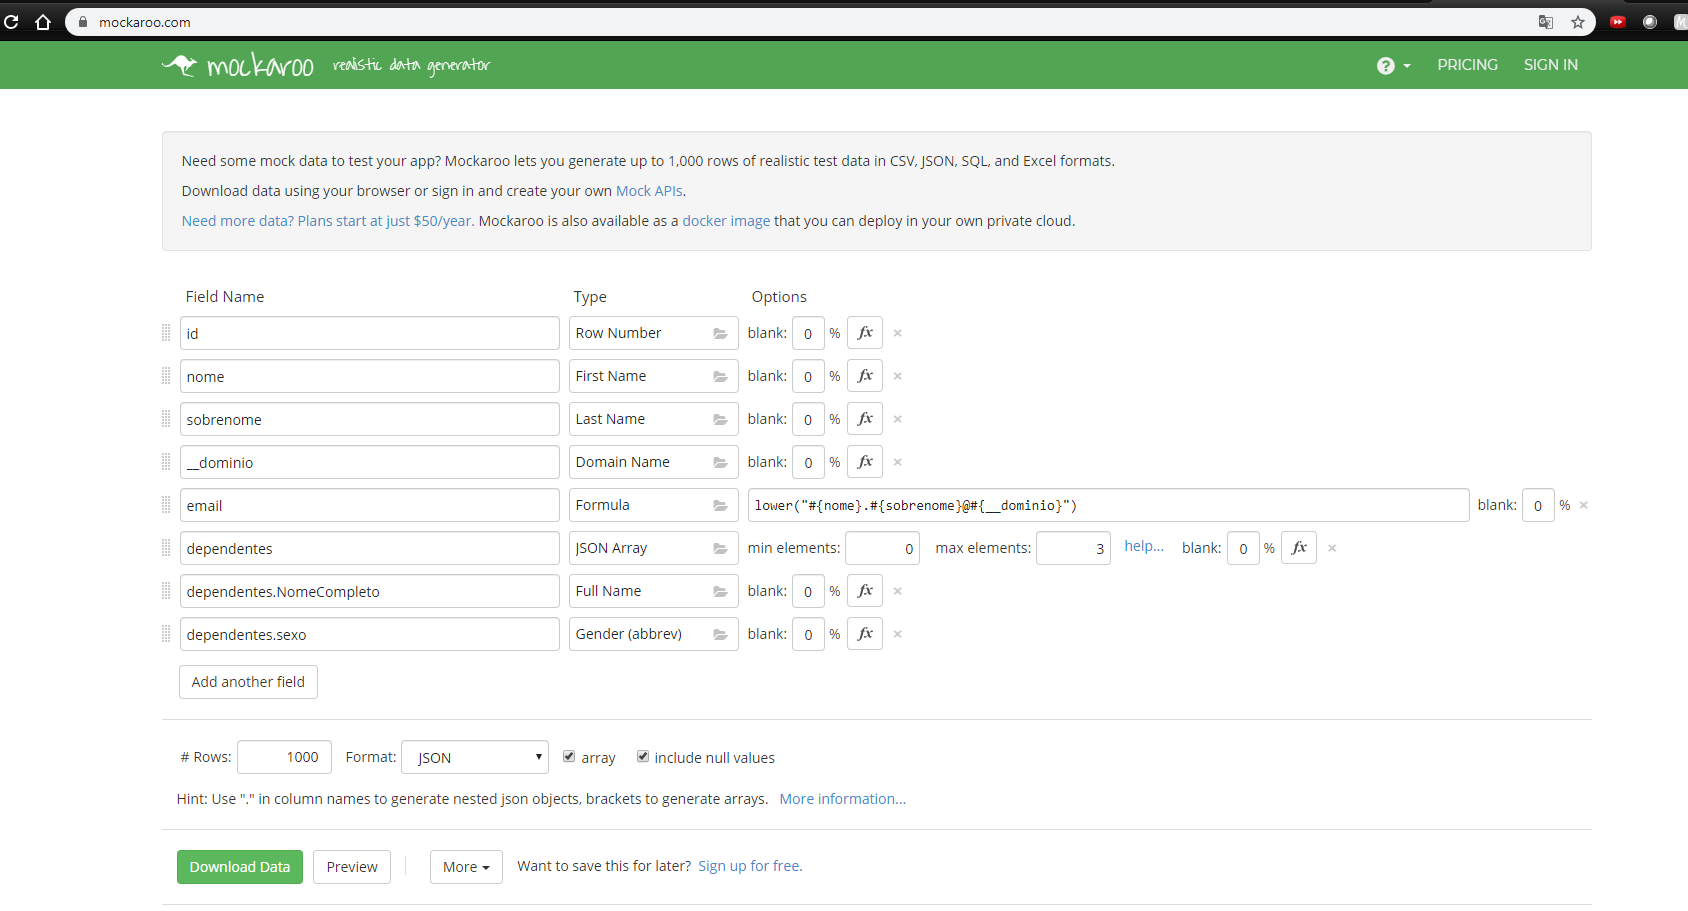 mockaroo.com
mockaroo realistic data generator ? PRICING SIGN IN
Need some mock data to test your app? Mockaroo lets you generate up to 1,000 rows of realistic test data in CSV, JSON, SQL, and Excel formats.
Download data using your browser or sign in and create your own Mock APIs.
Need more data? Plans start at just $50/year. Mockaroo is also available as a docker image that you can deploy in your own private cloud.
Field Name Type Options
id Row Number blank: 0 % fx ×
nome First Name blank: 0 % fx ×
sobrenome Last Name blank: 0 % fx ×
__dominio Domain Name blank: 0 % fx ×
email Formula lower("#{nome}.#{sobrenome}@#{__dominio}") blank: 0 % ×
dependentes JSON Array min elements: 0 max elements: 3 help... blank: 0 % fx ×
dependentes.NomeCompleto Full Name blank: 0 % fx ×
dependentes.sexo Gender (abbrev) blank: 0 % fx ×
Add another field
# Rows: 1000 Format: JSON array include null values
Hint: Use "." in column names to generate nested json objects, brackets to generate arrays. More information...
Download Data Preview More Want to save this for later? Sign up for free.